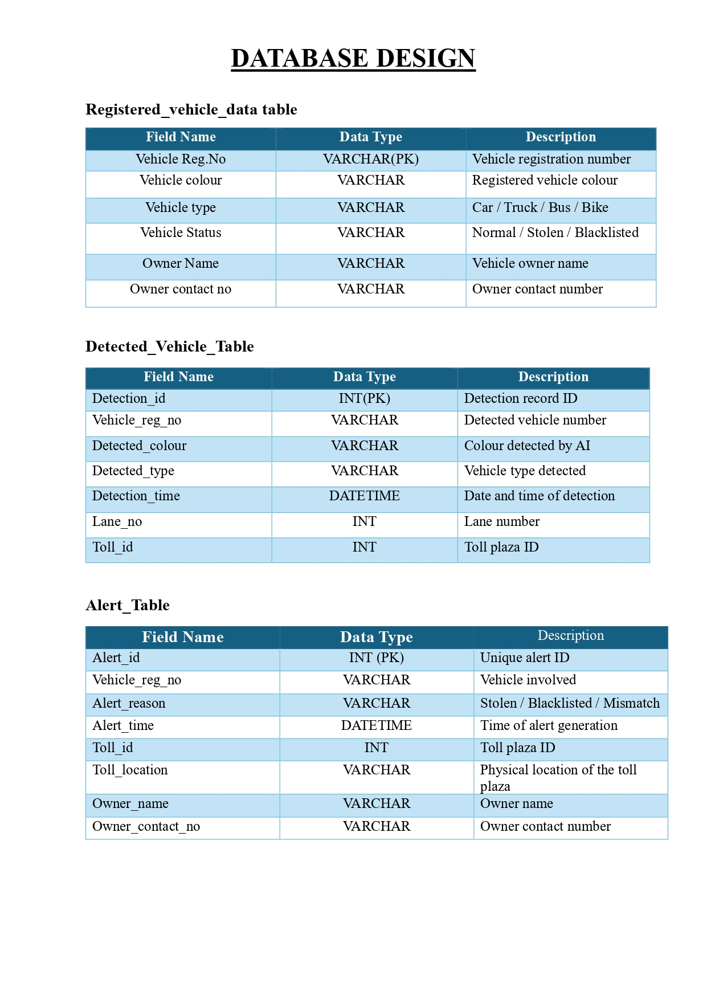 DATABASE DESIGN
Registered_vehicle_data table
Field Name Data Type Description
Vehicle Reg.No VARCHAR(PK) Vehicle registration number
Vehicle colour VARCHAR Registered vehicle colour
Vehicle type VARCHAR Car / Truck / Bus / Bike
Vehicle Status VARCHAR Normal / Stolen / Blacklisted
Owner Name VARCHAR Vehicle owner name
Owner contact no VARCHAR Owner contact number
Detected_Vehicle_Table
Field Name Data Type Description
Detection_id INT(PK) Detection record ID
Vehicle_reg_no VARCHAR Detected vehicle number
Detected_colour VARCHAR Colour detected by AI
Detected_type VARCHAR Vehicle type detected
Detection_time DATETIME Date and time of detection
Lane_no INT Lane number
Toll_id INT Toll plaza ID
Alert_Table
Field Name Data Type Description
Alert_id INT (PK) Unique alert ID
Vehicle_reg_no VARCHAR Vehicle involved
Alert_reason VARCHAR Stolen / Blacklisted / Mismatch
Alert_time DATETIME Time of alert generation
Toll_id INT Toll plaza ID
Toll_location VARCHAR Physical location of the toll
plaza
Owner_name VARCHAR Owner name
Owner_contact_no VARCHAR Owner contact number